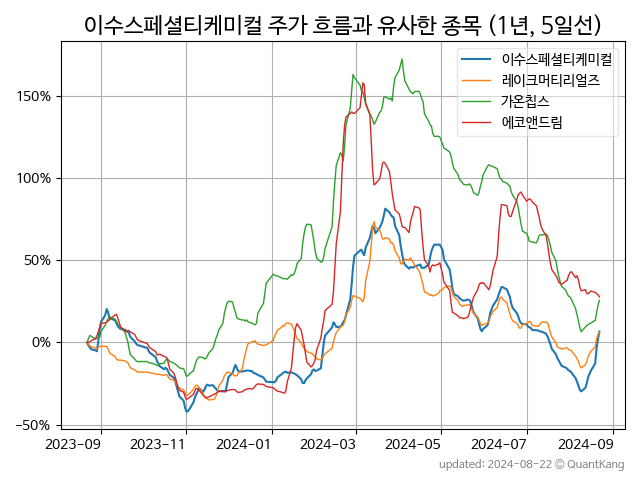 이수스페셜티케미컬 주가 흐름과 유사한 종목 (1년, 5일선)
이수스페셜티케미컬
레이크머티리얼즈
가온칩스
에코앤드림
150%
100%
50%
0%
−50%
2023-09 2023-11 2024-01 2024-03 2024-05 2024-07 2024-09
updated: 2024-08-22 © QuantKang